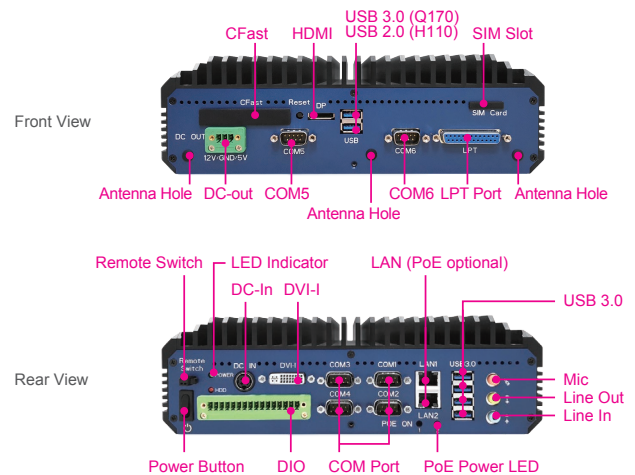 USB 3.0 (Q170)
CFast HDMI USB 2.0 (H110) SIM Slot
CFast Reset DP
SIM Card
Front View
DC OUT
USB
12V·GND·5V COM5 COM6 LPT
Antenna Hole DC-out COM5 COM6 LPT Port Antenna Hole
Antenna Hole
Remote Switch LED Indicator LAN (PoE optional)
DC-In DVI-I
USB 3.0
Remote Switch DC-IN DVI-I COM3 COM1 LAN1 USB3.0
POWER
Rear View
HDD
Mic
COM4 COM2
Line Out
LAN2
Line In
POE ON
Power Button DIO COM Port PoE Power LED